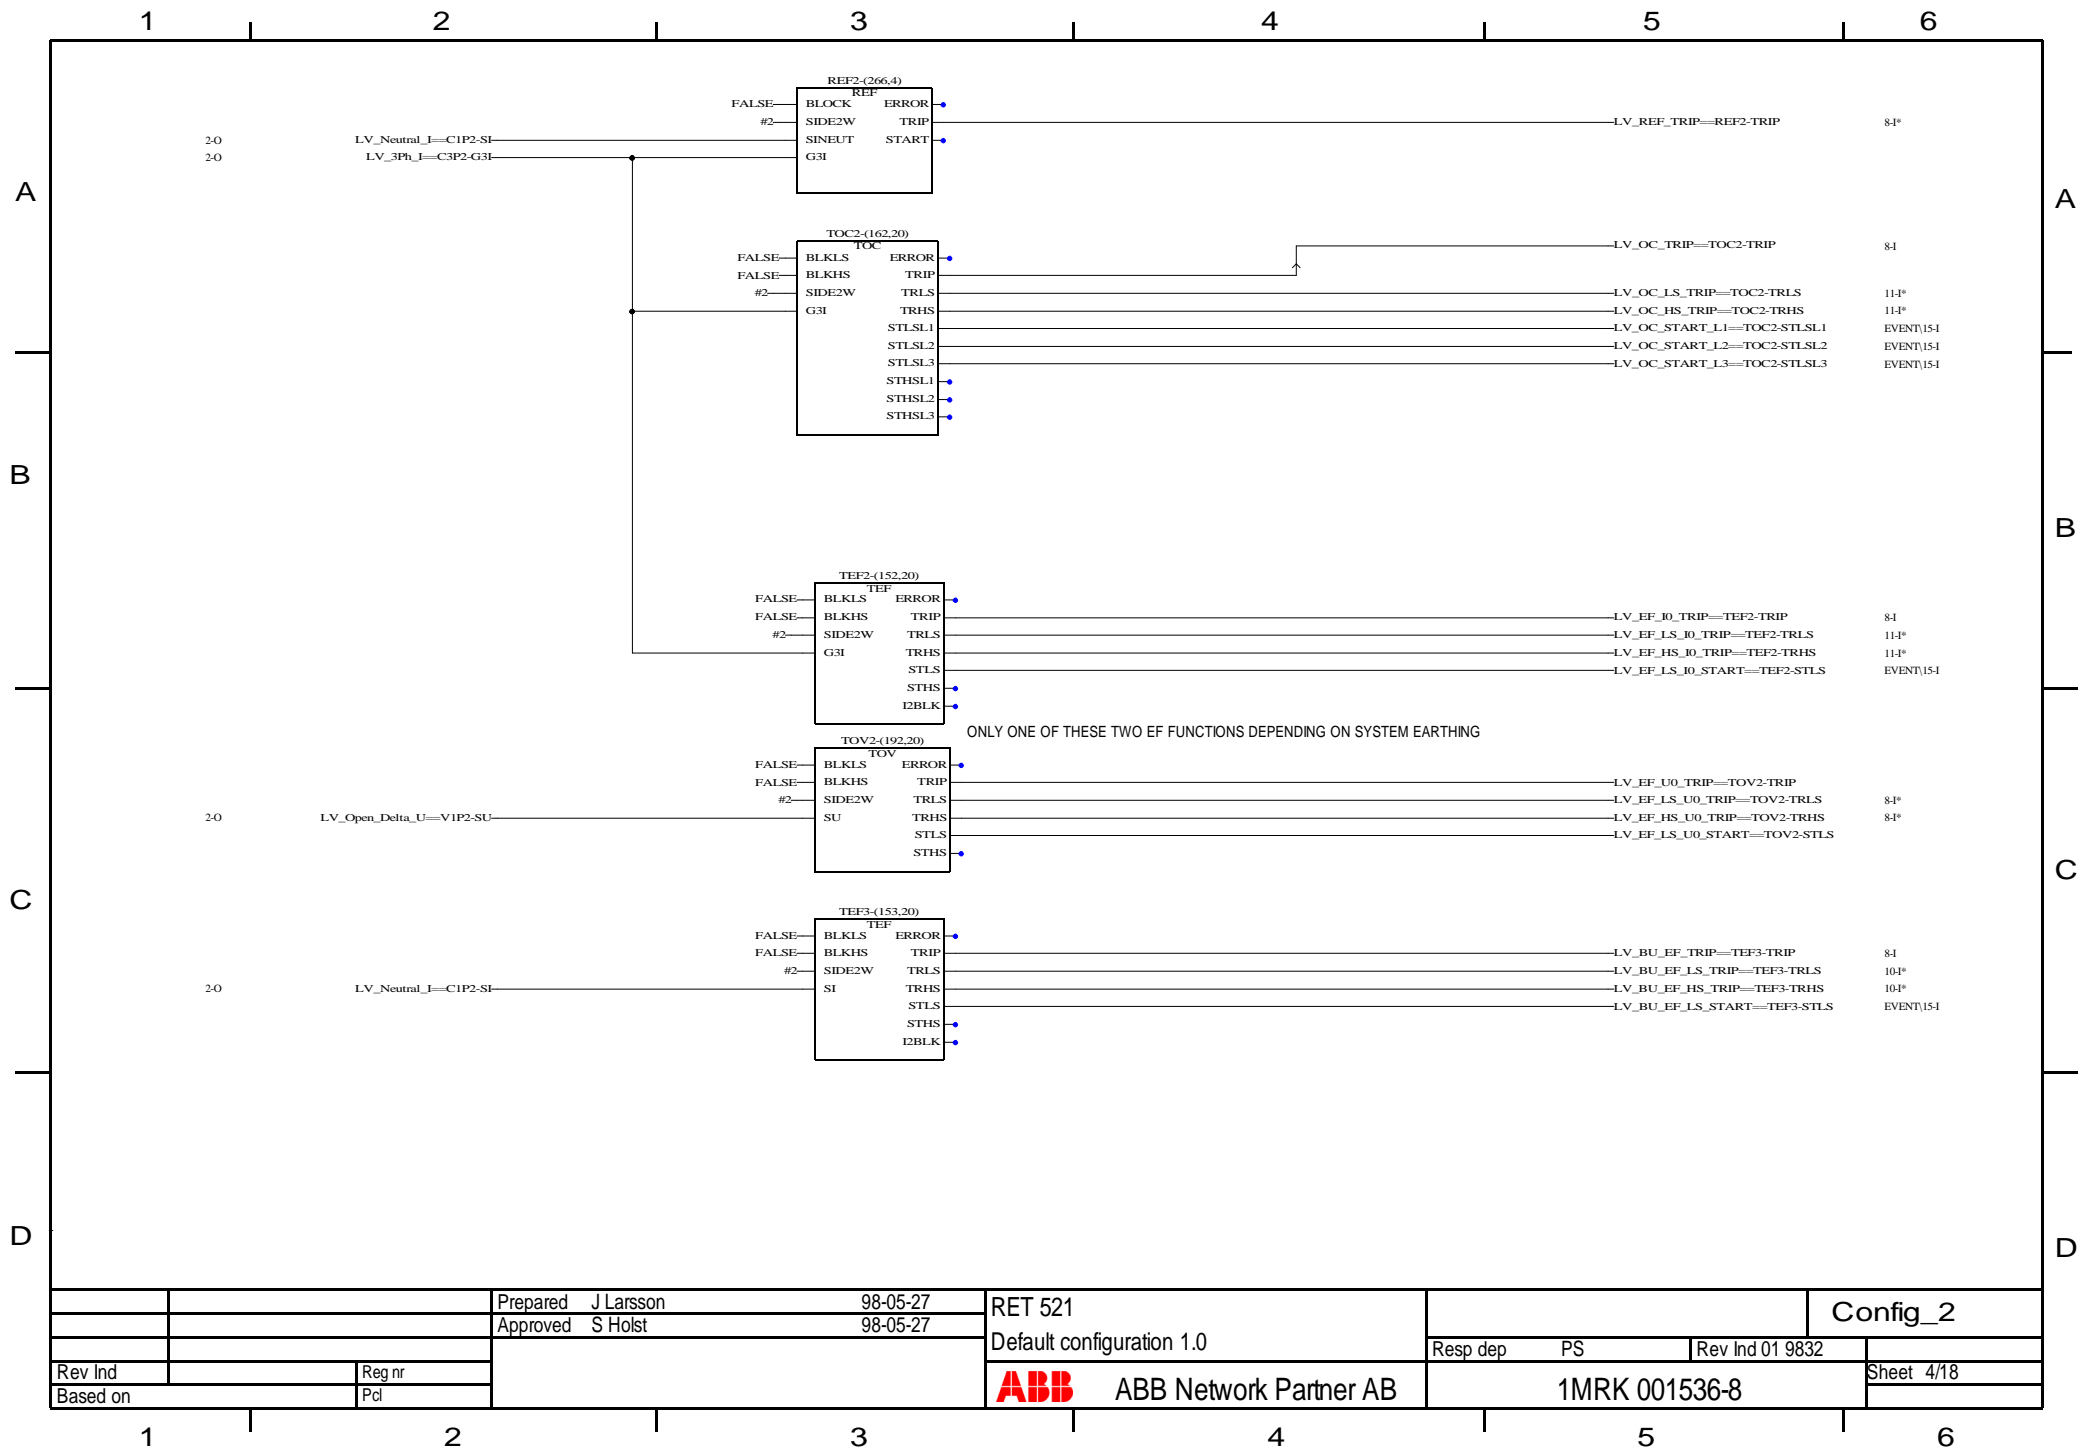 1 2 3 4 5 6
REF2-(266,4)
REF
FALSE BLOCK ERROR
#2 SIDE2W TRIP LV_REF_TRIP==REF2-TRIP 8-I*
2-O LV_Neutral_I==C1P2-SI SINEUT START
2-O LV_3Ph_I==C3P2-G3I G3I
A A
TOC2-(162,20)
TOC
LV_OC_TRIP==TOC2-TRIP 8-I
FALSE BLKLS ERROR
FALSE BLKHS TRIP
#2 SIDE2W TRLS LV_OC_LS_TRIP==TOC2-TRLS 11-I*
G3I TRHS LV_OC_HS_TRIP==TOC2-TRHS 11-I*
STLSL1 LV_OC_START_L1==TOC2-STLSL1 EVENT\15-I
STLSL2 LV_OC_START_L2==TOC2-STLSL2 EVENT\15-I
STLSL3 LV_OC_START_L3==TOC2-STLSL3 EVENT\15-I
STHSL1
STHSL2
STHSL3
B B
TEF2-(152,20)
TEF
FALSE BLKLS ERROR
FALSE BLKHS TRIP LV_EF_I0_TRIP==TEF2-TRIP 8-I
#2 SIDE2W TRLS LV_EF_LS_I0_TRIP==TEF2-TRLS 11-I*
G3I TRHS LV_EF_HS_I0_TRIP==TEF2-TRHS 11-I*
STLS LV_EF_LS_I0_START==TEF2-STLS EVENT\15-I
STHS
I2BLK
ONLY ONE OF THESE TWO EF FUNCTIONS DEPENDING ON SYSTEM EARTHING
TOV2-(192,20)
TOV
FALSE BLKLS ERROR
FALSE BLKHS TRIP LV_EF_U0_TRIP==TOV2-TRIP
#2 SIDE2W TRLS LV_EF_LS_U0_TRIP==TOV2-TRLS 8-I*
2-O LV_Open_Delta_U==V1P2-SU SU TRHS LV_EF_HS_U0_TRIP==TOV2-TRHS 8-I*
STLS LV_EF_LS_U0_START==TOV2-STLS
STHS
C C
TEF3-(153,20)
TEF
FALSE BLKLS ERROR
FALSE BLKHS TRIP LV_BU_EF_TRIP==TEF3-TRIP 8-I
#2 SIDE2W TRLS LV_BU_EF_LS_TRIP==TEF3-TRLS 10-I*
2-O LV_Neutral_I==C1P2-SI SI TRHS LV_BU_EF_HS_TRIP==TEF3-TRHS 10-I*
STLS LV_BU_EF_LS_START==TEF3-STLS EVENT\15-I
STHS
I2BLK
D D
Prepared J Larsson 98-05-27
Approved S Holst 98-05-27
RET 521
Default configuration 1.0
Config_2
Resp dep PS Rev Ind 01 9832
Rev Ind Reg nr
Based on Pcl
ABB ABB Network Partner AB
1MRK 001536-8
Sheet 4/18
1 2 3 4 5 6